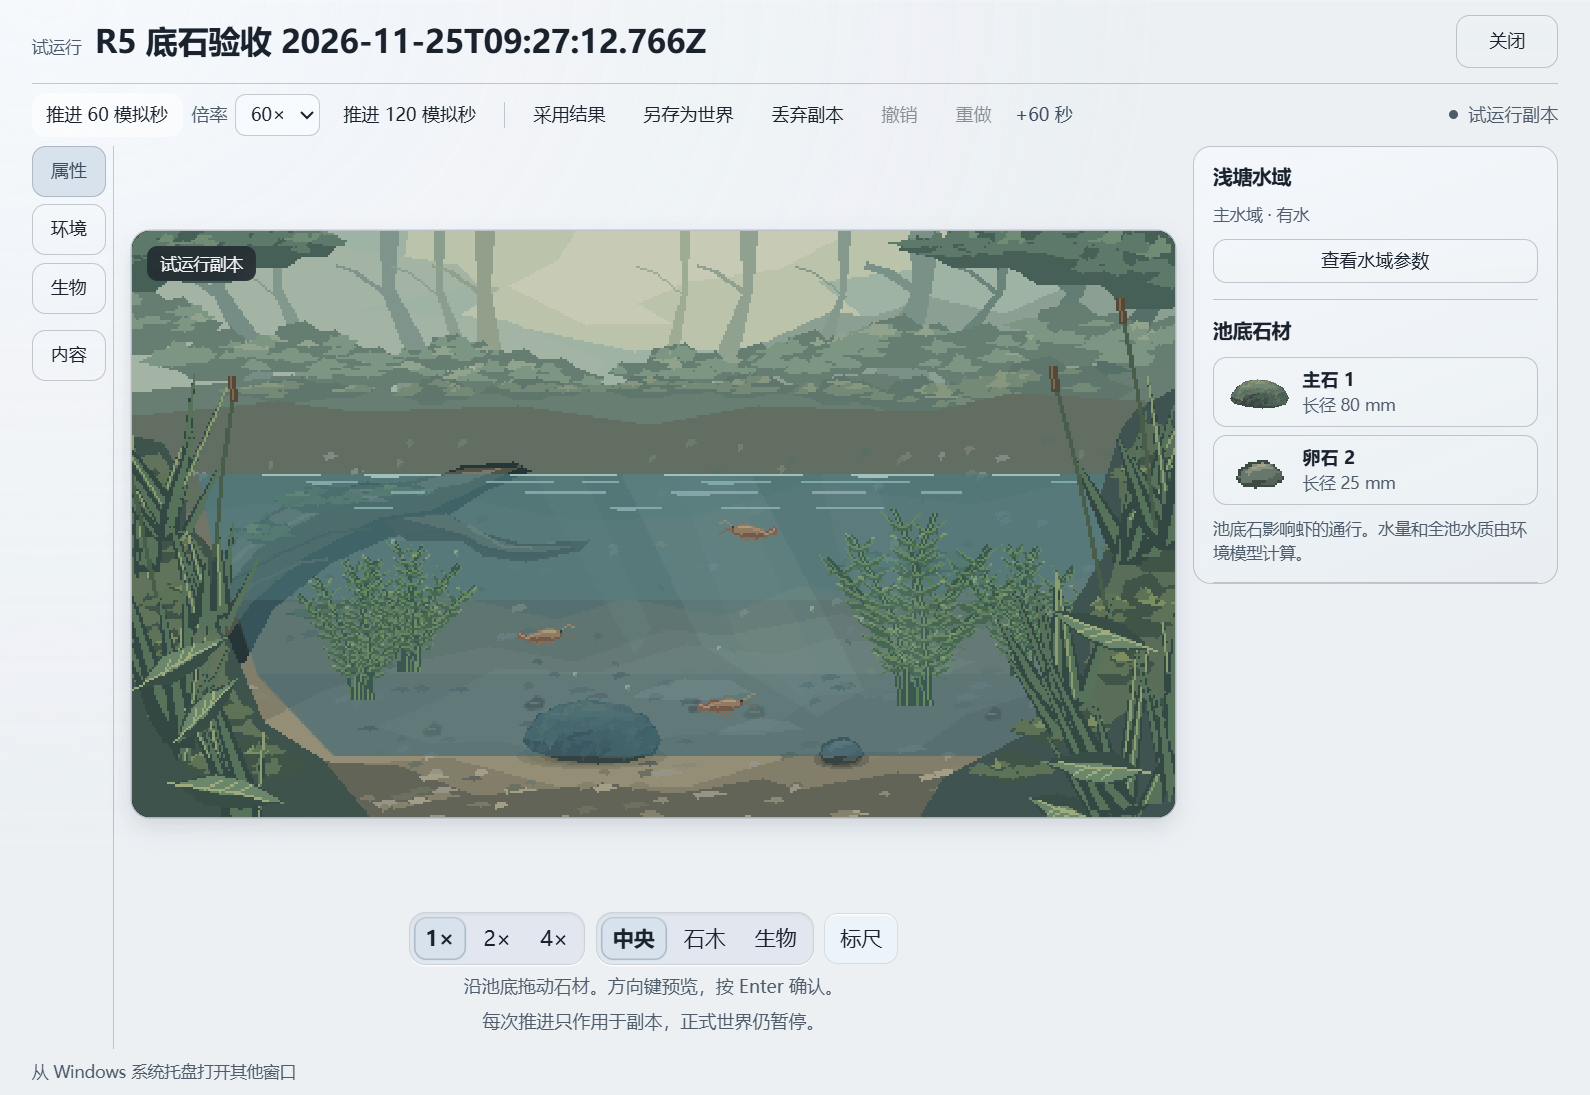 试运行 R5 底石验收 2026-11-25T09:27:12.766Z
关闭
推进 60 模拟秒 倍率 60× 推进 120 模拟秒 采用结果 另存为世界 丢弃副本 撤销 重做 +60 秒
试运行副本
属性
环境
生物
内容
试运行副本
浅塘水域
主水域 · 有水
查看水域参数
池底石材
主石 1
长径 80 mm
卵石 2
长径 25 mm
池底石影响虾的通行。水量和全池水质由环
境模型计算。
1× 2× 4× 中央 石木 生物 标尺
沿池底拖动石材。方向键预览，按 Enter 确认。
每次推进只作用于副本，正式世界仍暂停。
从 Windows 系统托盘打开其他窗口